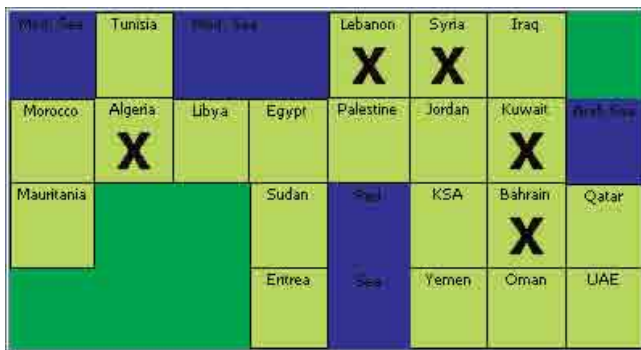 Med. Sea Tunisia Med. Sea Lebanon Syria Iraq
X X
Morocco Algeria Libya Egypt Palestine Jordan Kuwait Arab Sea
X X
Mauritania Sudan Red KSA Bahrain Qatar
X
Eritrea Sea Yemen Oman UAE